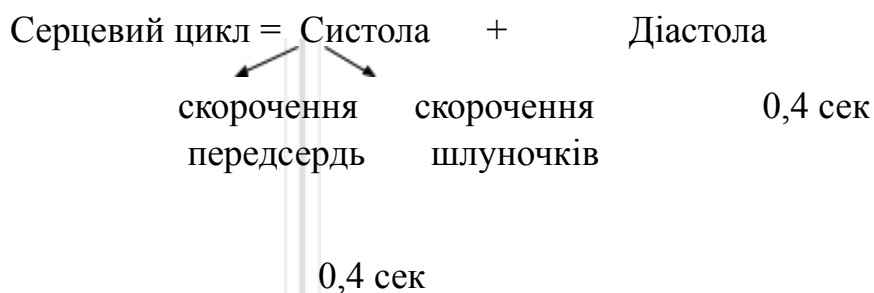 Серцевий цикл = Систола + Діастола
скорочення скорочення 0,4 сек
передсердь шлуночків
0,4 сек